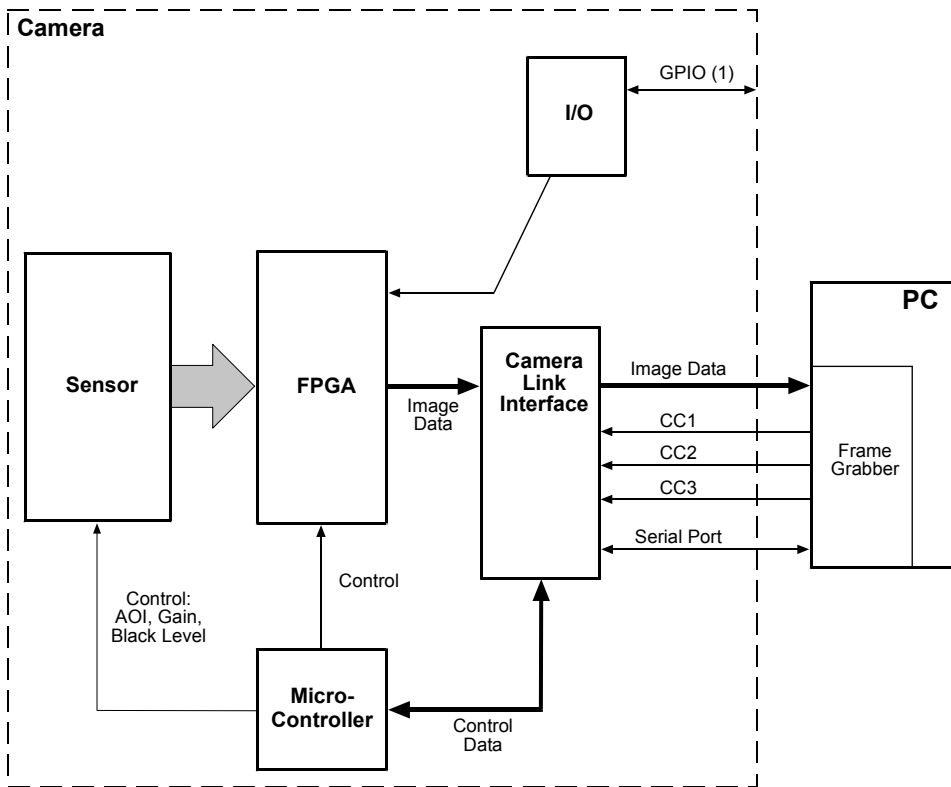 Camera
GPIO (1)
I/O
PC
Sensor
FPGA
Image
Data
Camera
Link
Interface
Image Data
CC1
CC2
CC3
Serial Port
Frame
Grabber
Control:
AOI, Gain,
Black Level
Control
Micro-
Controller
Control
Data